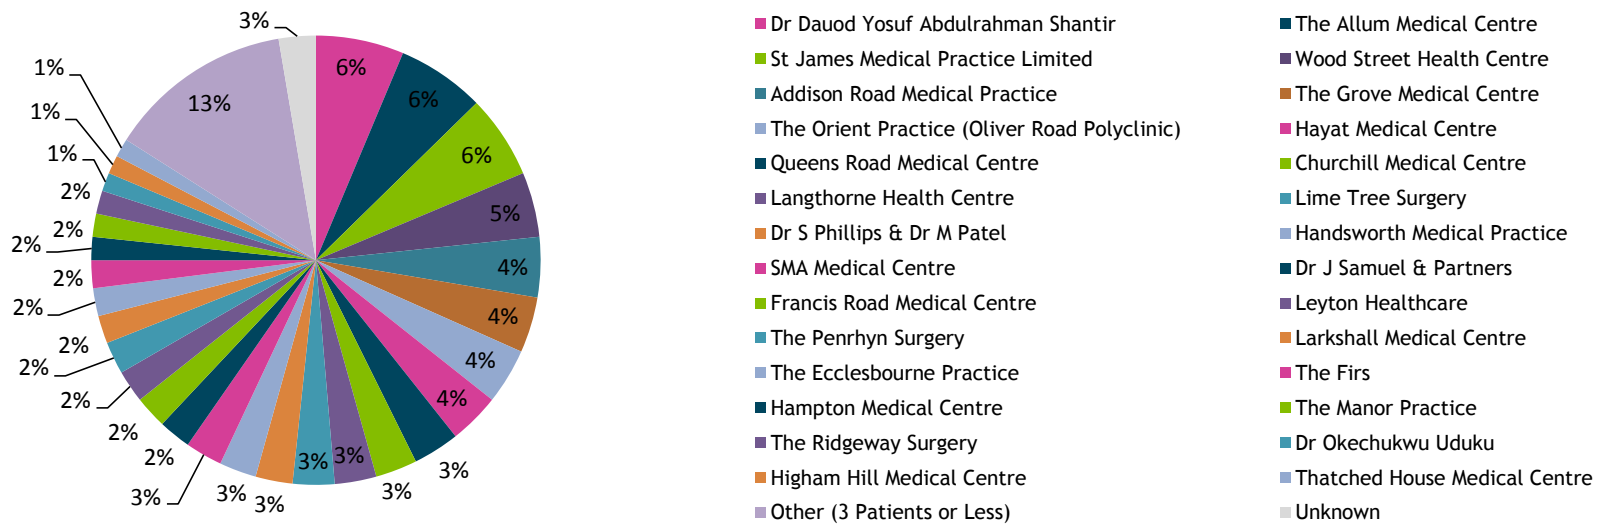 3%
6%
6%
6%
5%
4%
4%
4%
4%
3%
3%
3%
3%
3%
3%
3%
2%
2%
2%
2%
2%
2%
2%
2%
2%
2%
1%
1%
1%
13%
Dr Dauod Yosuf Abdulrahman Shantir
The Allum Medical Centre
St James Medical Practice Limited
Wood Street Health Centre
Addison Road Medical Practice
The Grove Medical Centre
The Orient Practice (Oliver Road Polyclinic)
Hayat Medical Centre
Queens Road Medical Centre
Churchill Medical Centre
Langthorne Health Centre
Lime Tree Surgery
Dr S Phillips & Dr M Patel
Handsworth Medical Practice
SMA Medical Centre
Dr J Samuel & Partners
Francis Road Medical Centre
Leyton Healthcare
The Penrhyn Surgery
Larkshall Medical Centre
The Ecclesbourne Practice
The Firs
Hampton Medical Centre
The Manor Practice
The Ridgeway Surgery
Dr Okechukwu Uduku
Higham Hill Medical Centre
Thatched House Medical Centre
Other (3 Patients or Less)
Unknown